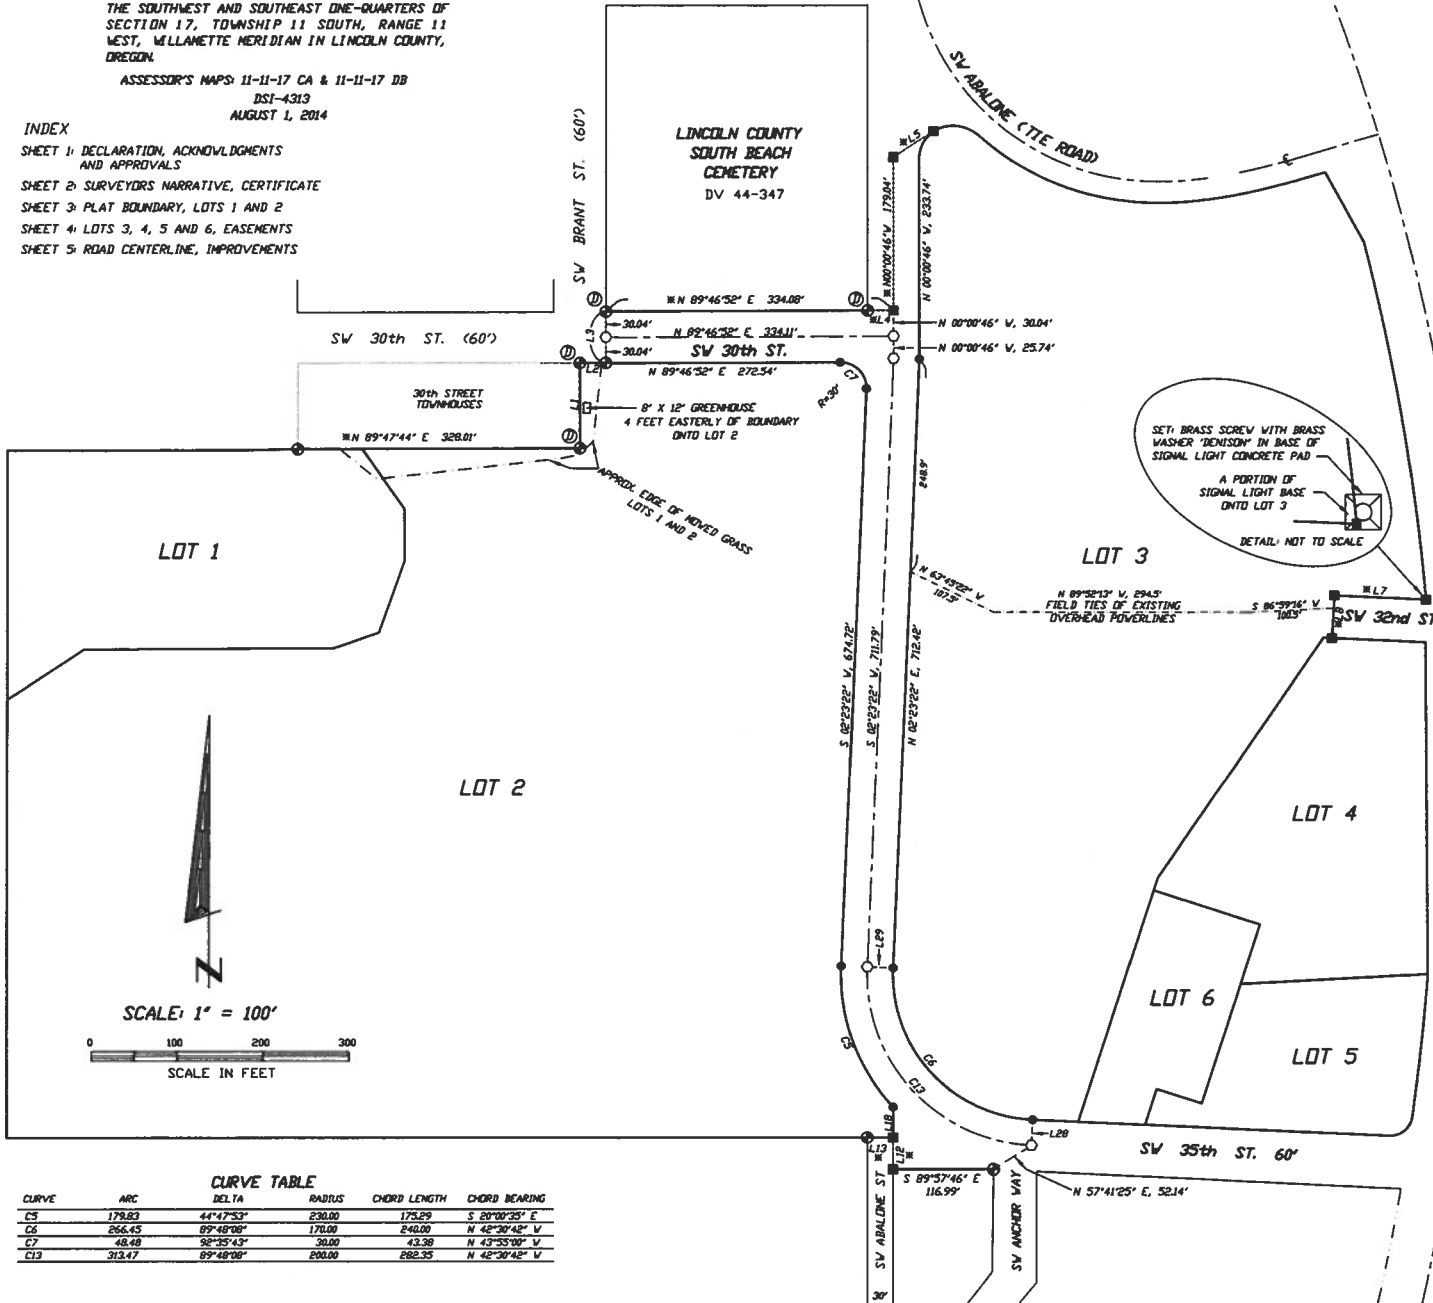 THE SOUTHWEST AND SOUTHEAST ONE-QUARTERS OF
SECTION 17, TOWNSHIP 11 SOUTH, RANGE 11
WEST, WILLAMETTE MERIDIAN IN LINCOLN COUNTY,
OREGON.
ASSESSOR'S MAPS: 11-11-17 CA & 11-11-17 DB
DSI-4313
AUGUST 1, 2014
INDEX
SHEET 1: DECLARATION, ACKNOWLDGMENTS
AND APPROVALS
SHEET 2: SURVEYORS NARRATIVE, CERTIFICATE
SHEET 3: PLAT BOUNDARY, LOTS 1 AND 2
SHEET 4: LOTS 3, 4, 5 AND 6, EASEMENTS
SHEET 5: ROAD CENTERLINE, IMPROVEMENTS
SW BRANT ST. (60')
LINCOLN COUNTY
SOUTH BEACH
CEMETERY
DV 44-347
SW ABALONE (TIE ROAD)
℄
※L5
※N00°00'46" W 179.04'
N 00°00'46" W, 233.74'
D
※N 89°46'52" E 334.08'
D
※L4
30.04'
N 00°00'46" W, 30.04'
L3
N 89°46'52" E 334.11'
SW 30th ST. (60')
30.04'
SW 30th ST.
N 00°00'46" W, 25.74'
D
L2
N 89°46'52" E 272.54'
C7
R=30'
30th STREET
TOWNHOUSES
L1
8' X 12' GREENHOUSE
4 FEET EASTERLY OF BOUNDARY
ONTO LOT 2
※N 89°47'44" E 328.01'
D
APPROX. EDGE OF MOWED GRASS
LOTS 1 AND 2
248.9'
SET: BRASS SCREW WITH BRASS
WASHER "DENISON" IN BASE OF
SIGNAL LIGHT CONCRETE PAD
A PORTION OF
SIGNAL LIGHT BASE
ONTO LOT 3
DETAIL: NOT TO SCALE
LOT 1
LOT 3
N 63°45'22" W
107.5'
N 89°52'13" W, 294.5'
FIELD TIES OF EXISTING
OVERHEAD POWERLINES
S 86°59'16" W
100.5'
※L7
※L8
SW 32nd ST
S 02°23'22" W, 674.72'
S 02°23'22" W, 711.79'
N 02°23'22" E, 712.42'
LOT 2
LOT 4
L29
N
LOT 6
SCALE: 1" = 100'
0 100 200 300
SCALE IN FEET
C5
C6
C13
LOT 5
L18
L28
L13
※
L12
※
SW 35th ST. 60'
S 89°57'46" E
116.99'
N 57°41'25" E, 52.14'
SW ABALONE ST
SW ANCHOR WAY
30'
CURVE TABLE
CURVE ARC DELTA RADIUS CHORD LENGTH CHORD BEARING
C5 179.83 44°47'53" 230.00 175.29 S 20°00'35" E
C6 266.45 89°48'08" 170.00 240.00 N 42°30'42" W
C7 48.48 92°35'43" 30.00 43.38 N 43°55'00" W
C13 313.47 89°48'08" 200.00 282.35 N 42°30'42" W